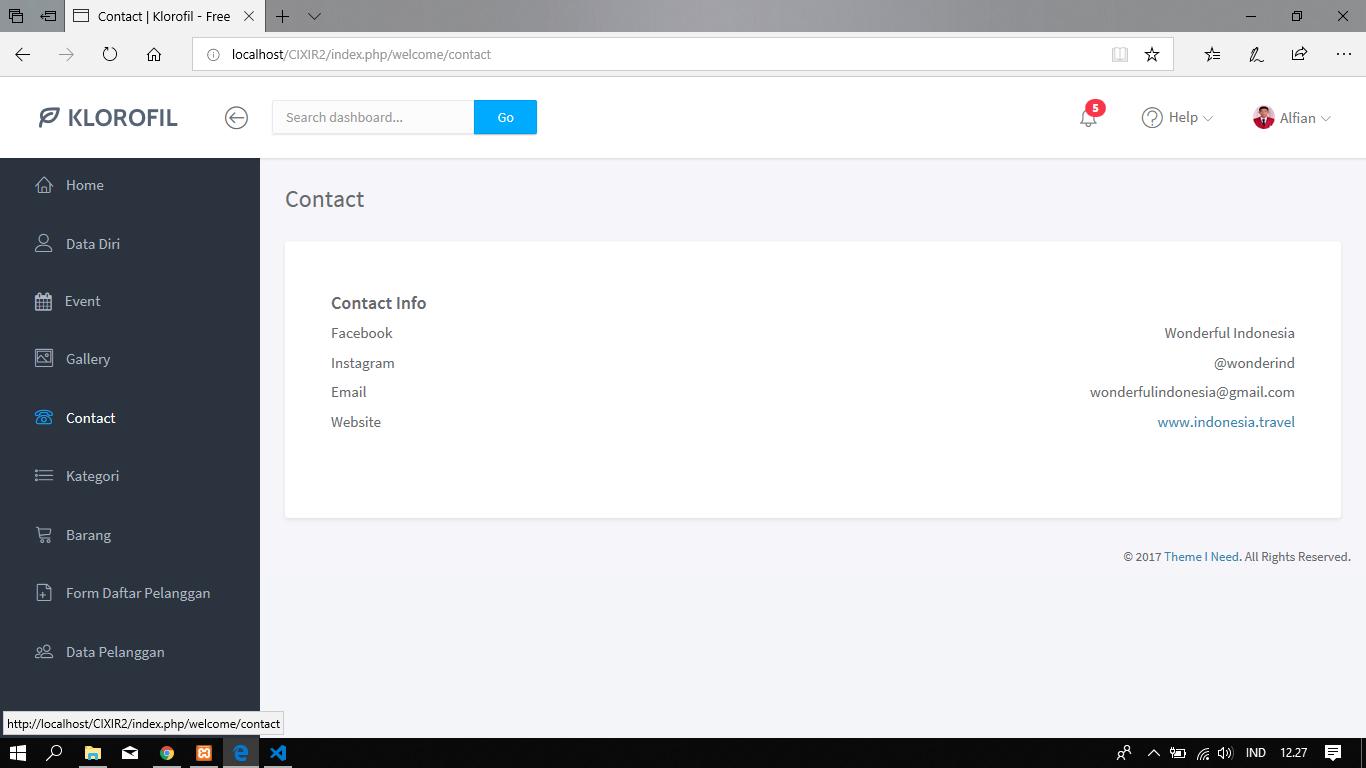 Contact | Klorofil - Free
localhost/CIXIR2/index.php/welcome/contact
KLOROFIL
Search dashboard...
Go
5
Help
Alfian
Home
Data Diri
Event
Gallery
Contact
Kategori
Barang
Form Daftar Pelanggan
Data Pelanggan
Contact
Contact Info
Facebook Wonderful Indonesia
Instagram @wonderind
Email wonderfulindonesia@gmail.com
Website www.indonesia.travel
© 2017 Theme I Need. All Rights Reserved.
http://localhost/CIXIR2/index.php/welcome/contact
IND 12.27